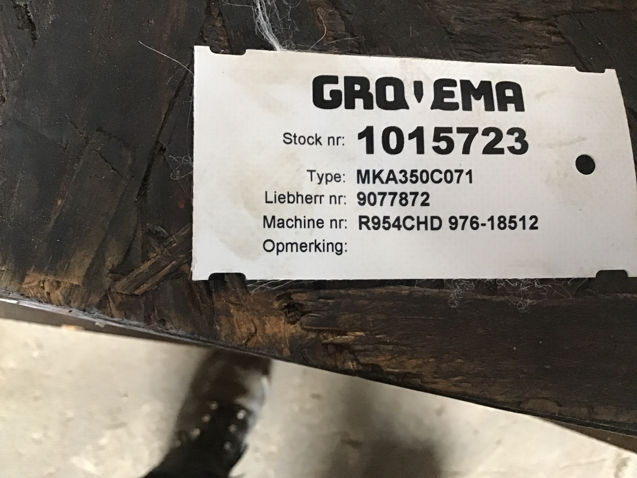 GROVEMA
Stock nr: 1015723
Type: MKA350C071
Liebherr nr: 9077872
Machine nr: R954CHD 976-18512
Opmerking: